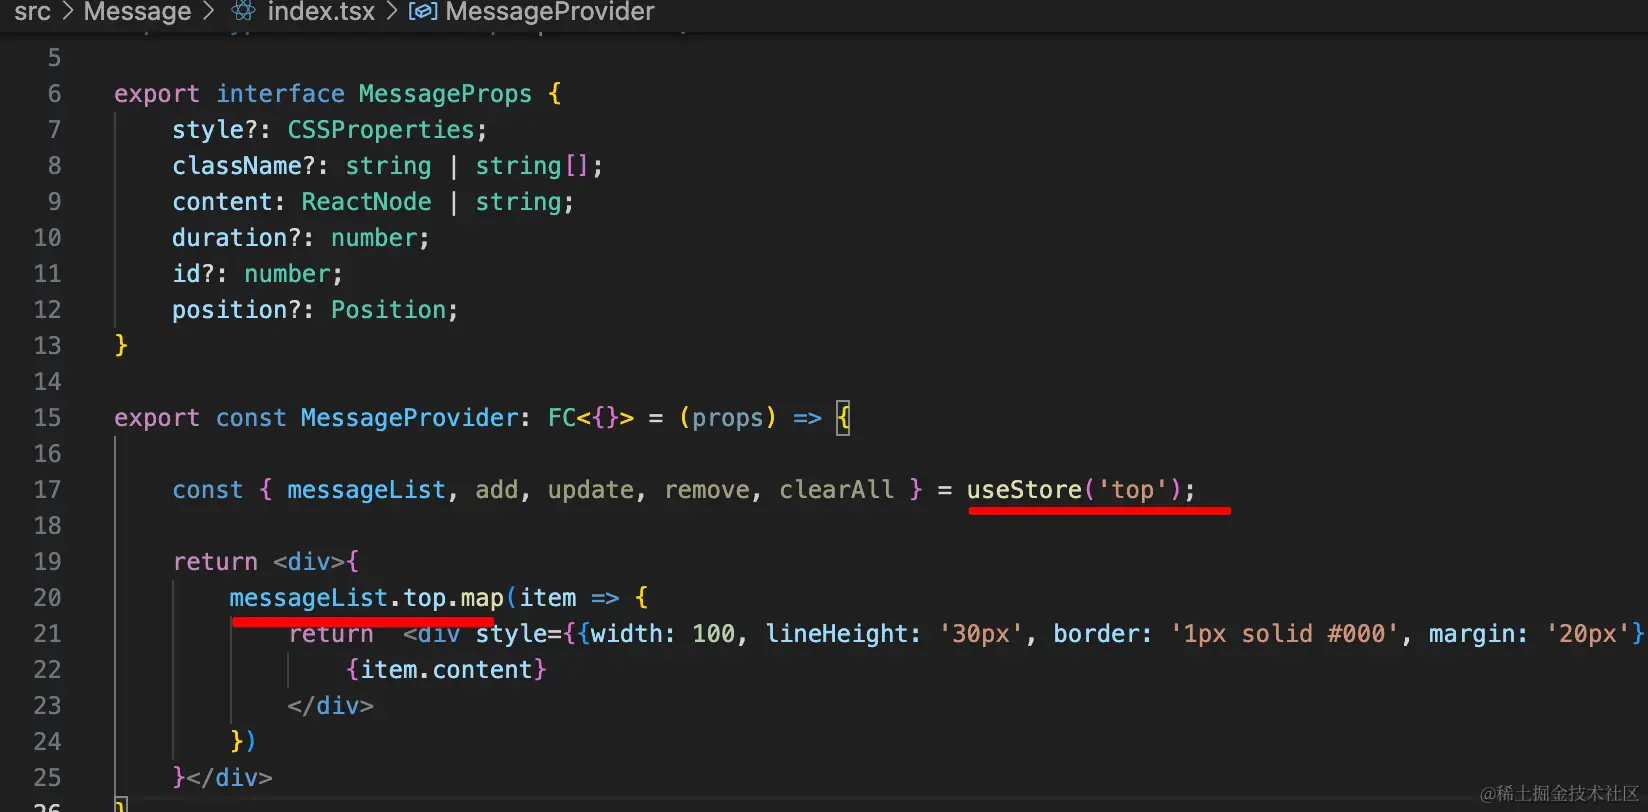 src > Message > index.tsx > MessageProvider
5
6 export interface MessageProps {
7 style?: CSSProperties;
8 className?: string | string[];
9 content: ReactNode | string;
10 duration?: number;
11 id?: number;
12 position?: Position;
13 }
14
15 export const MessageProvider: FC<{}> = (props) => {
16
17 const { messageList, add, update, remove, clearAll } = useStore('top');
18
19 return <div>{
20 messageList.top.map(item => {
21 return <div style={{width: 100, lineHeight: '30px', border: '1px solid #000', margin: '20px'}
22 {item.content}
23 </div>
24 })
25 }</div>
26 }
@稀土掘金技术社区